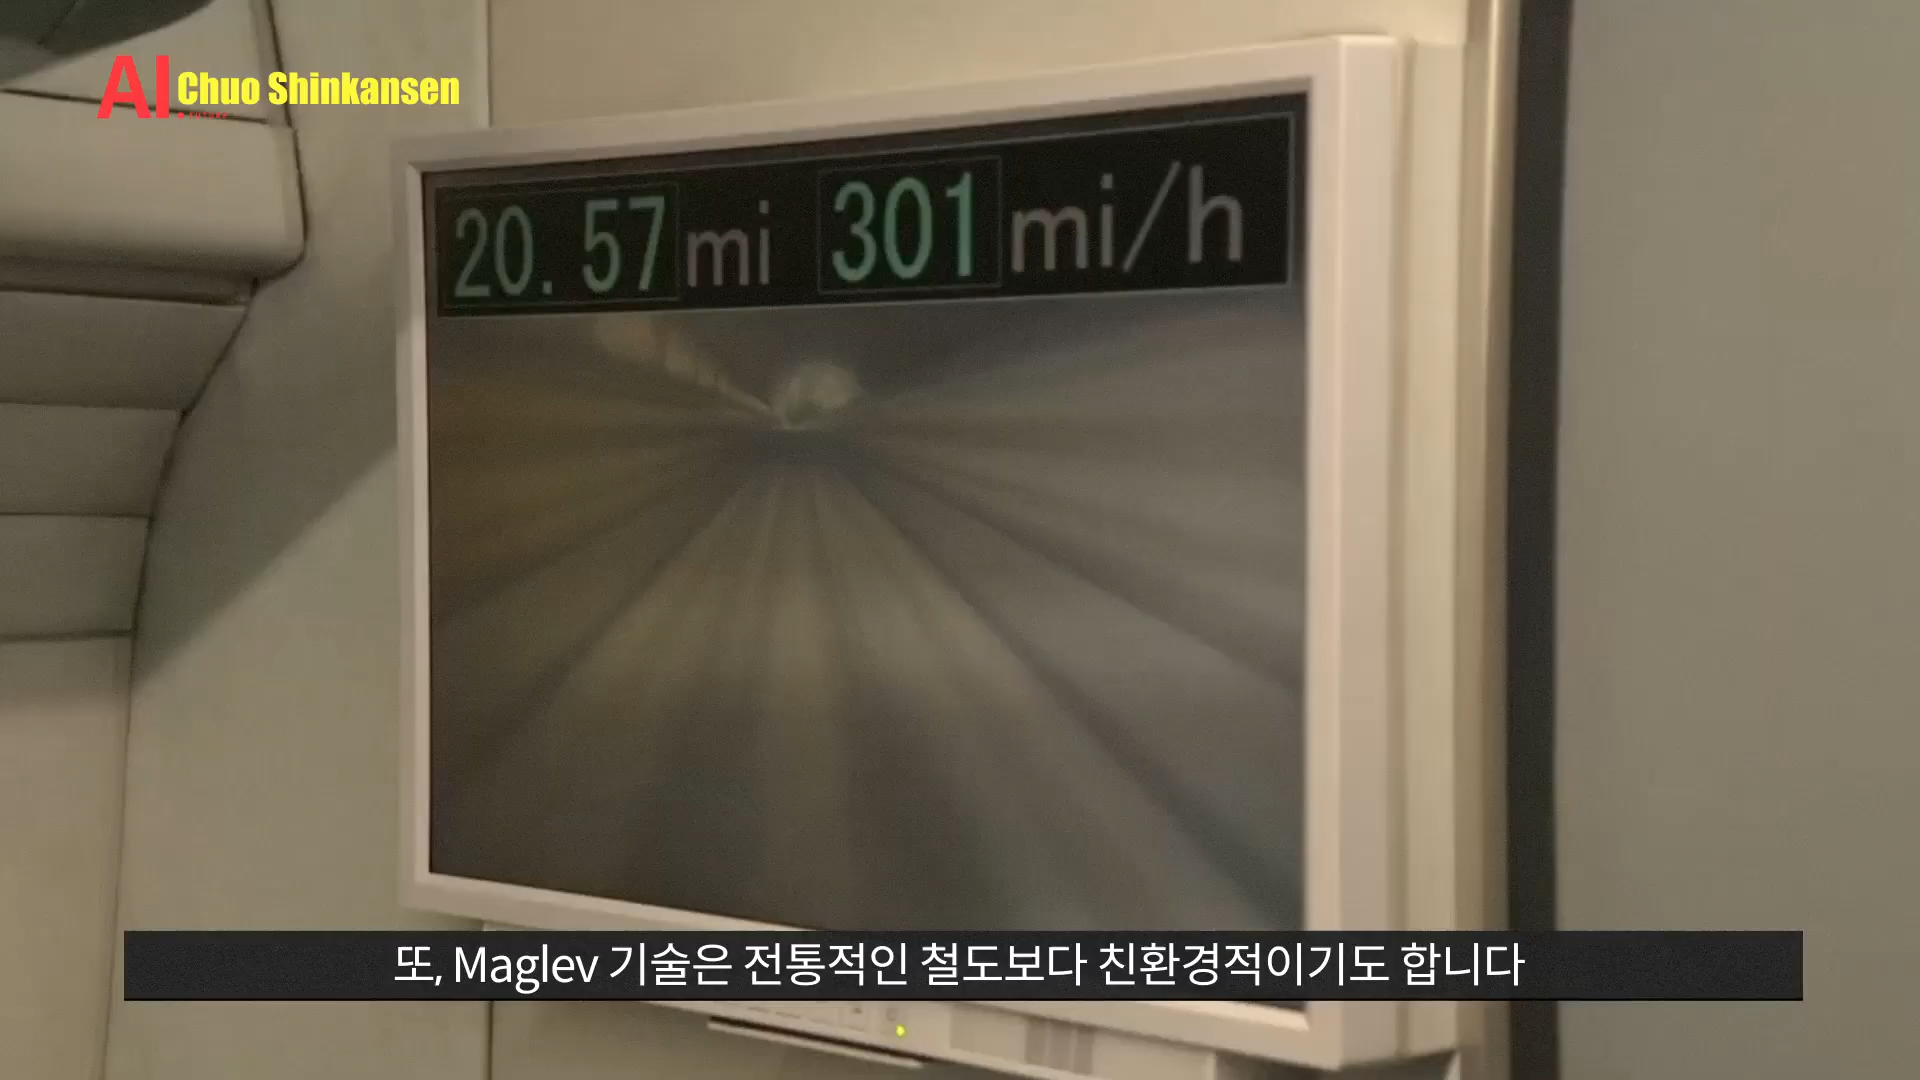 AI. Chuo Shinkansen
20.57 mi 301 mi/h
또, Maglev 기술은 전통적인 철도보다 친환경적이기도 합니다